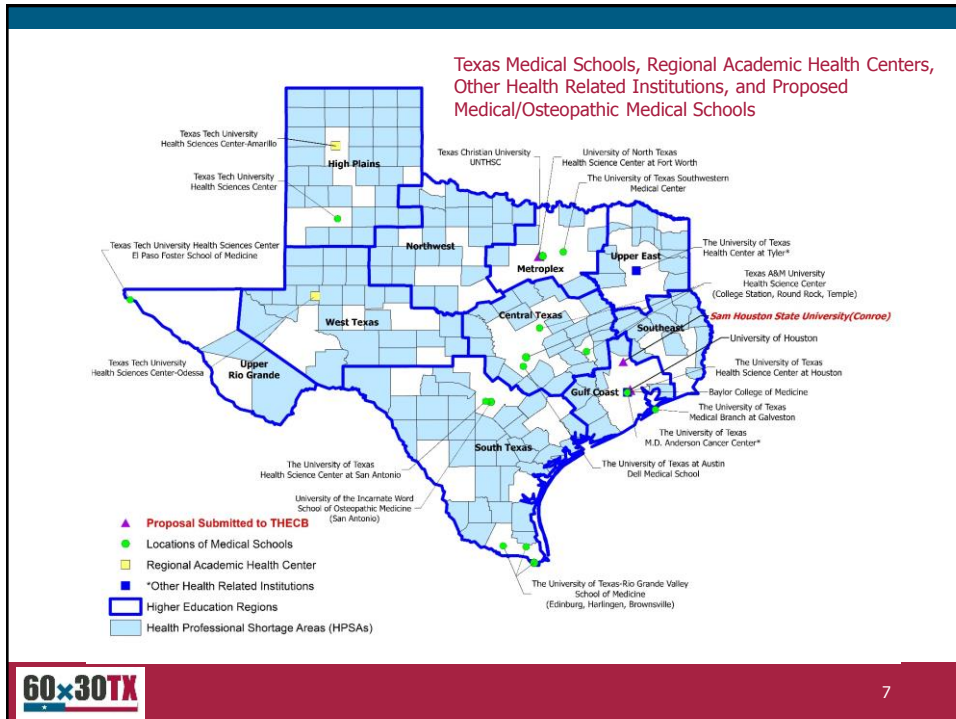 Texas Medical Schools, Regional Academic Health Centers,
Other Health Related Institutions, and Proposed
Medical/Osteopathic Medical Schools
Texas Tech University
Health Sciences Center-Amarillo
High Plains
Texas Tech University
Health Sciences Center
Texas Christian University
UNTHSC
University of North Texas
Health Science Center at Fort Worth
The University of Texas Southwestern
Medical Center
Northwest
Texas Tech University Health Sciences Center
El Paso Foster School of Medicine
Metroplex
Upper East
The University of Texas
Health Center at Tyler*
Texas A&M University
Health Science Center
(College Station, Round Rock, Temple)
Sam Houston State University(Conroe)
West Texas
Central Texas
Southeast
University of Houston
Texas Tech University
Health Sciences Center-Odessa
Upper
Rio Grande
The University of Texas
Health Science Center at Houston
Gulf Coast
Baylor College of Medicine
The University of Texas
Medical Branch at Galveston
The University of Texas
M.D. Anderson Cancer Center*
South Texas
The University of Texas
Health Science Center at San Antonio
The University of Texas at Austin
Dell Medical School
University of the Incarnate Word
School of Osteopathic Medicine
(San Antonio)
The University of Texas-Rio Grande Valley
School of Medicine
(Edinburg, Harlingen, Brownsville)
Proposal Submitted to THECB
Locations of Medical Schools
Regional Academic Health Center
*Other Health Related Institutions
Higher Education Regions
Health Professional Shortage Areas (HPSAs)
60x30TX
7